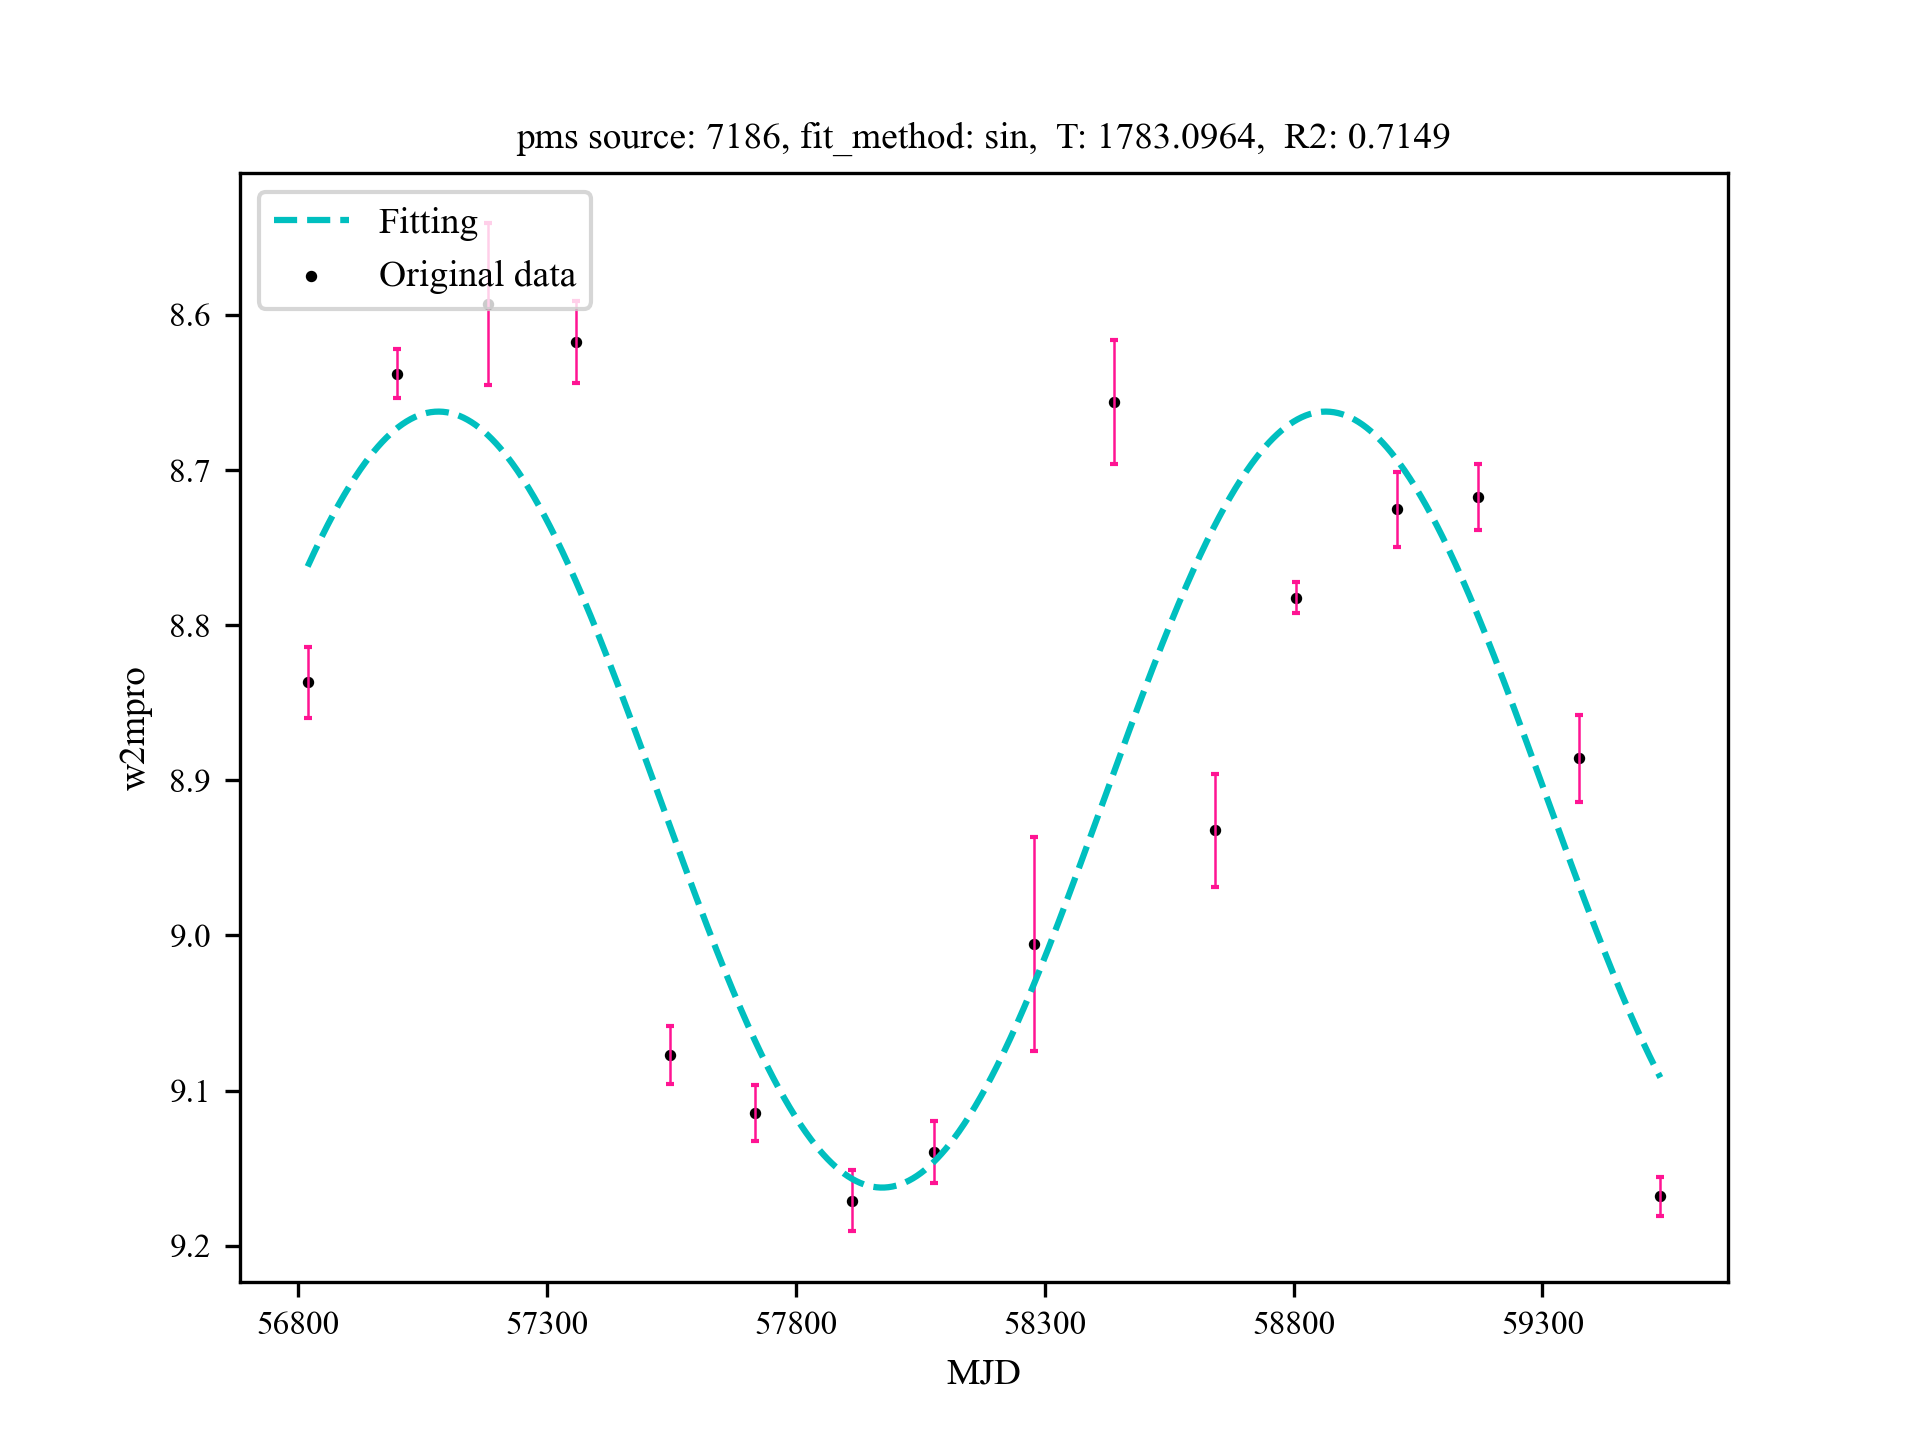 pms source: 7186, fit_method: sin,  T: 1783.0964,  R2: 0.7149
Fitting
Original data
8.6
8.7
8.8
8.9
9.0
9.1
9.2
w2mpro
56800 57300 57800 58300 58800 59300
MJD